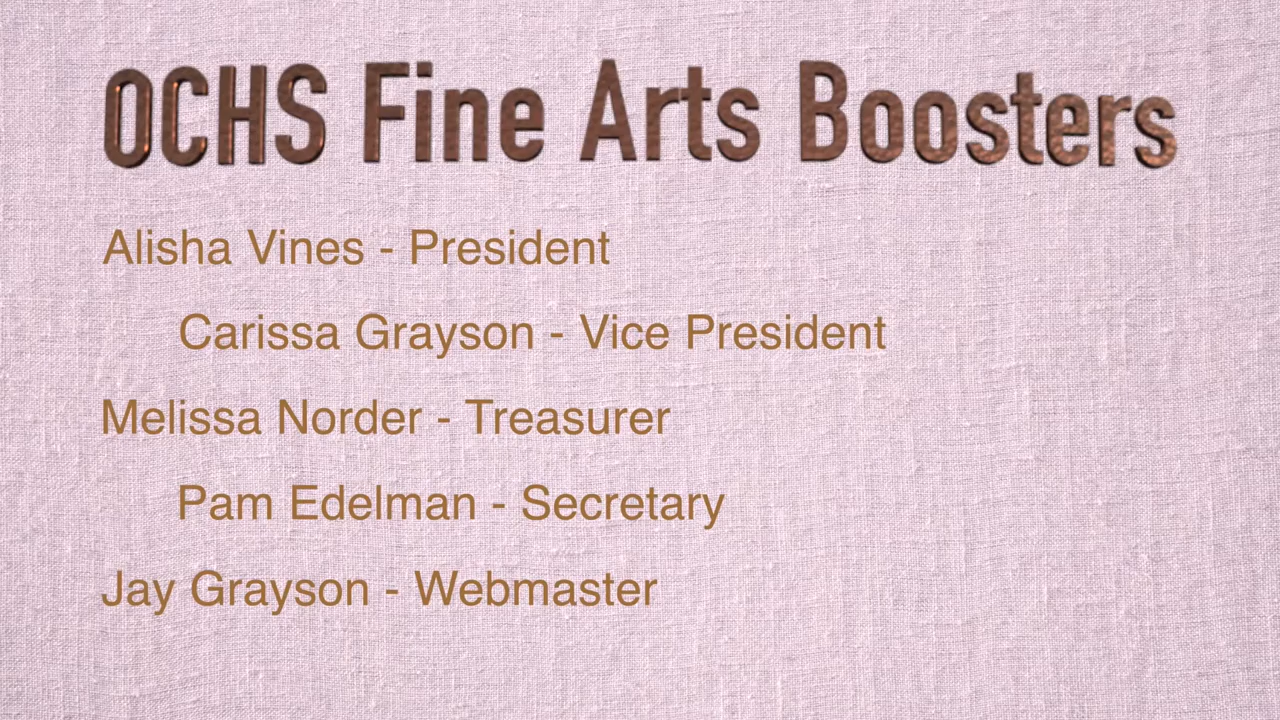 OCHS Fine Arts Boosters
Alisha Vines - President
Carissa Grayson - Vice President
Melissa Norder - Treasurer
Pam Edelman - Secretary
Jay Grayson - Webmaster